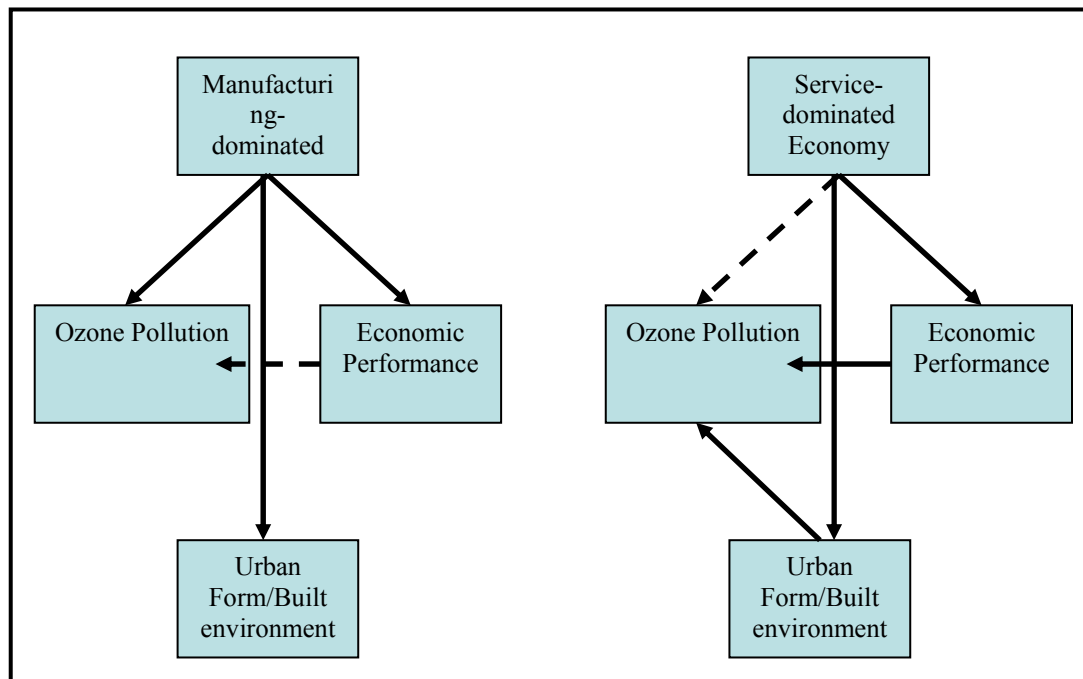 Manufacturi
ng-
dominated
Service-
dominated
Economy
Ozone Pollution
Economic
Performance
Ozone Pollution
Economic
Performance
Urban
Form/Built
environment
Urban
Form/Built
environment